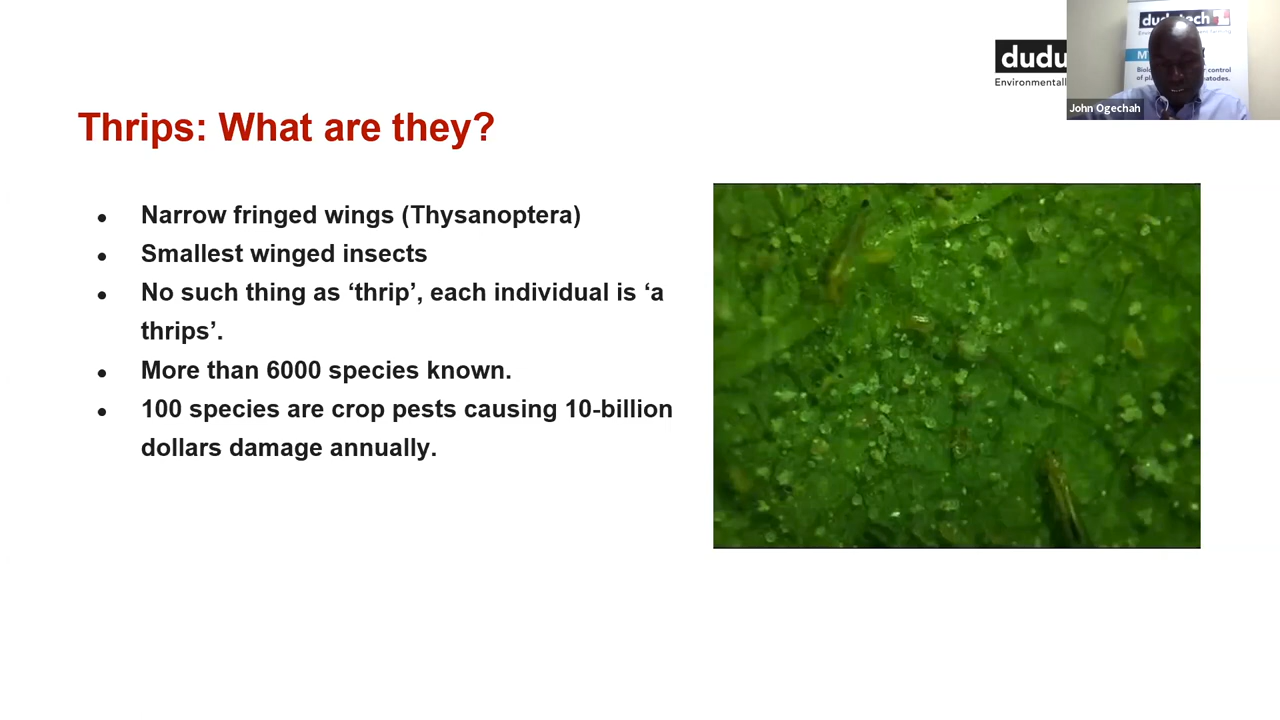 dudu
Environmentall
dudutech
John Ogechah
Thrips: What are they?
● Narrow fringed wings (Thysanoptera)
● Smallest winged insects
● No such thing as ‘thrip’, each individual is ‘a
thrips’.
● More than 6000 species known.
● 100 species are crop pests causing 10-billion
dollars damage annually.